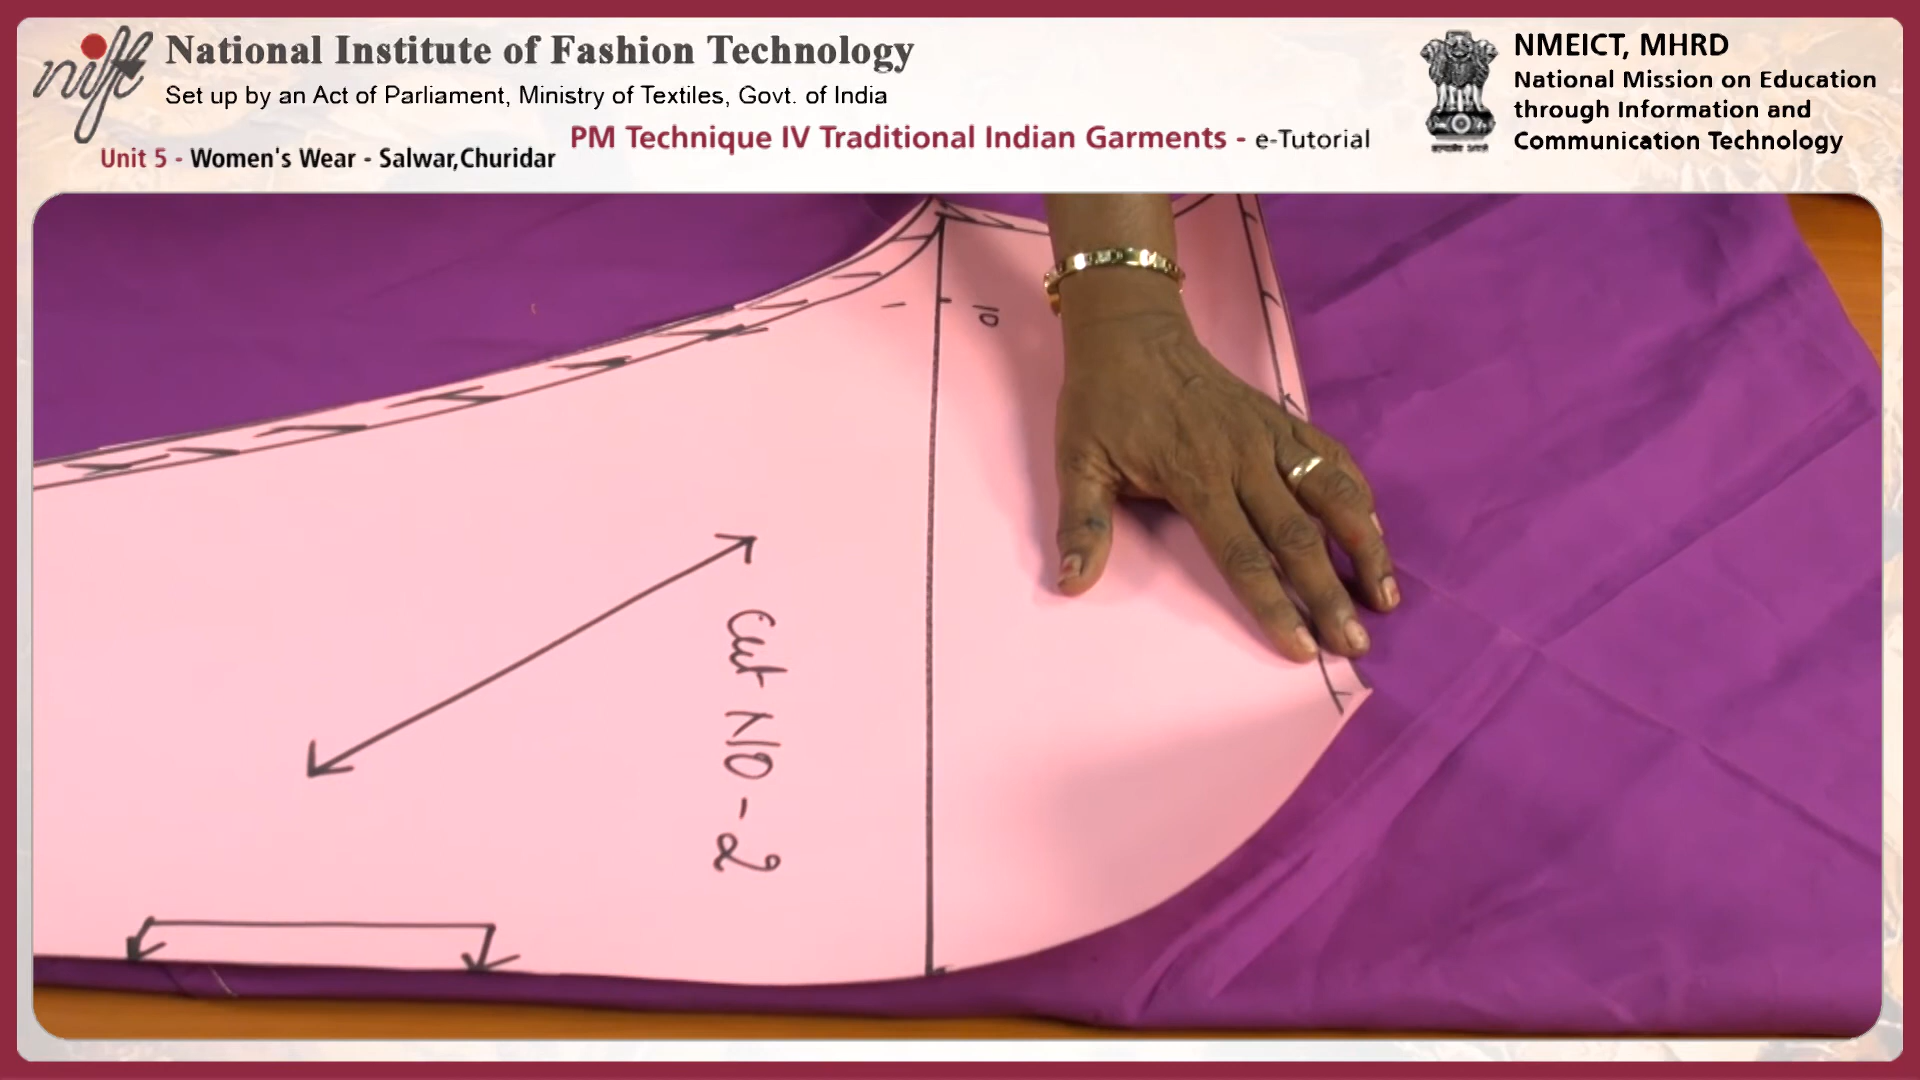 nift
National Institute of Fashion Technology
Set up by an Act of Parliament, Ministry of Textiles, Govt. of India
PM Technique IV Traditional Indian Garments - e-Tutorial
Unit 5 - Women's Wear - Salwar,Churidar
NMEICT, MHRD
National Mission on Education
through Information and
Communication Technology
10
Cut NO - 2